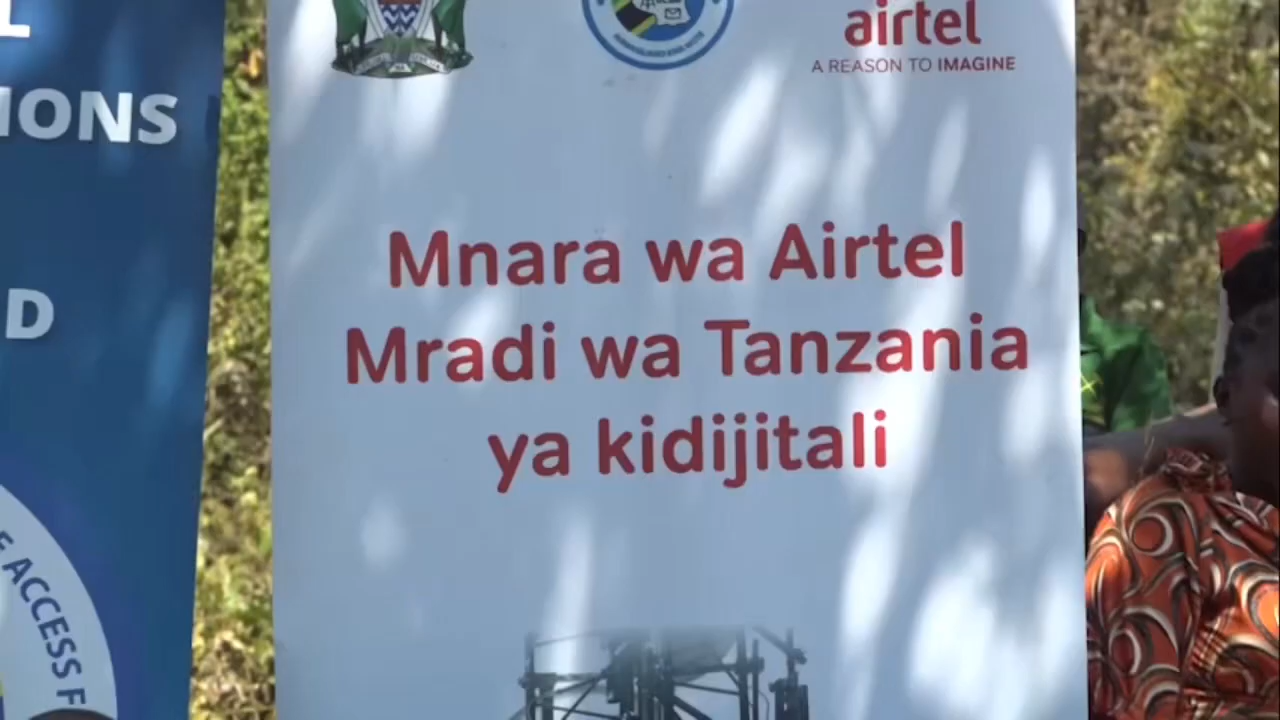 IONS
D
ACCESS F
airtel
A REASON TO IMAGINE
Mnara wa Airtel
Mradi wa Tanzania
ya kidijitali